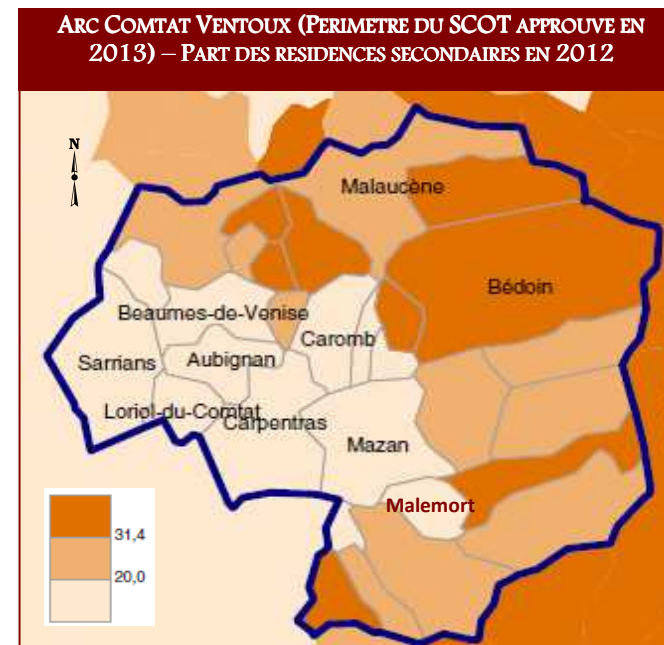 ARC COMTAT VENTOUX (PERIMETRE DU SCOT APPROUVE EN
2013) – PART DES RESIDENCES SECONDAIRES EN 2012
N
Malaucène
Bédoin
Beaumes-de-Venise
Caromb
Sarrians
Aubignan
Loriol-du-Comtat
Carpentras
Mazan
Malemort
31,4
20,0